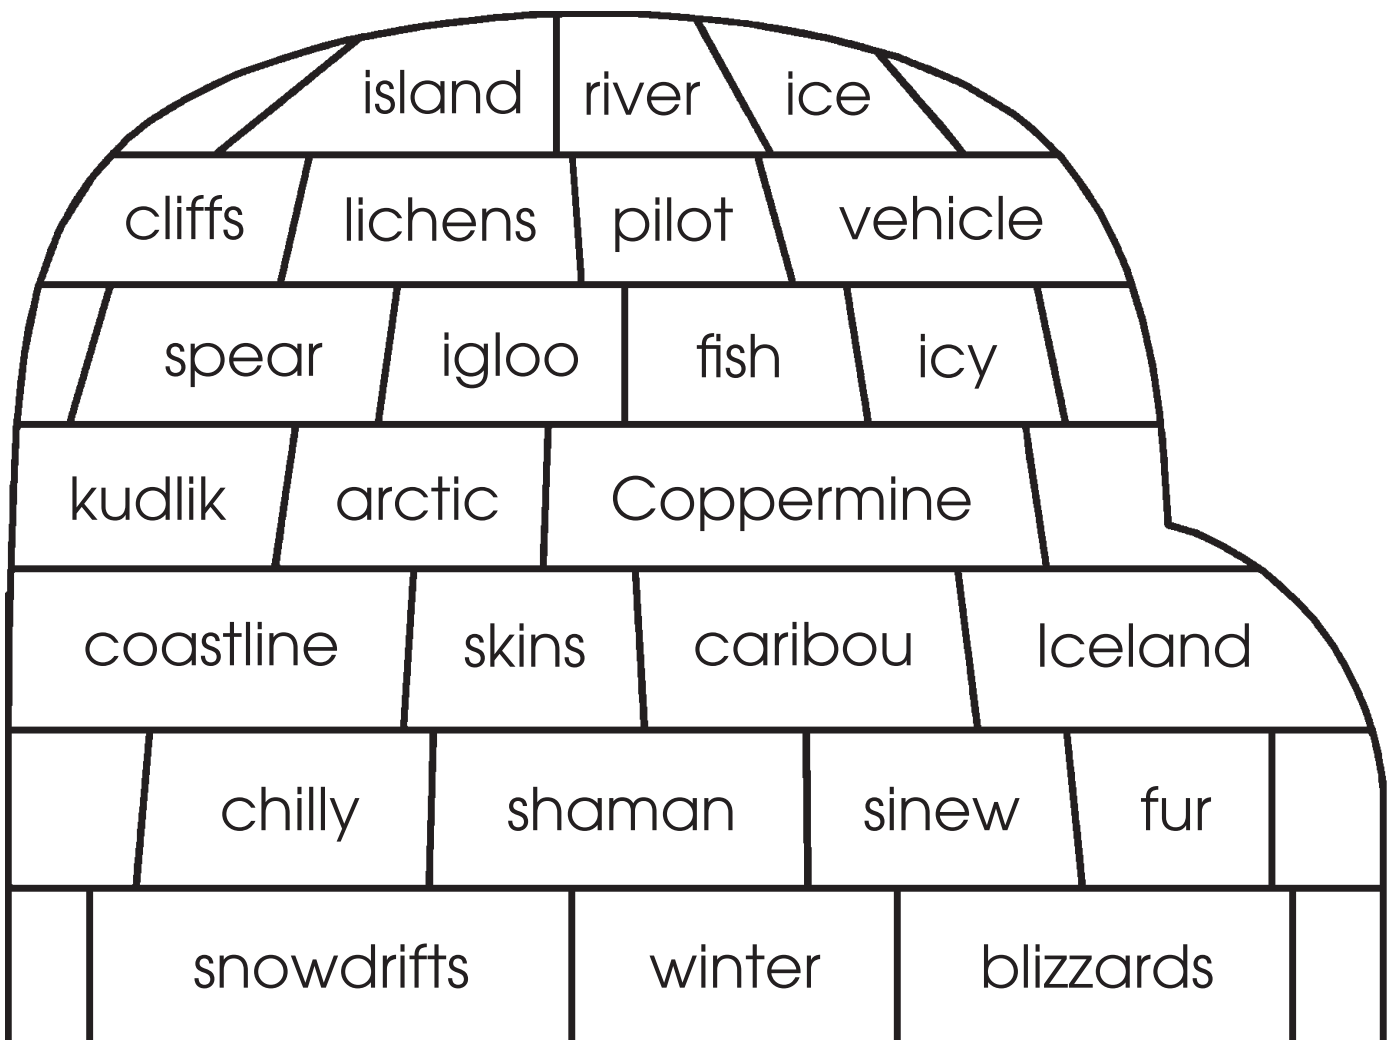 island river ice
cliffs lichens pilot vehicle
spear igloo fish icy
kudlik arctic Coppermine
coastline skins caribou Iceland
chilly shaman sinew fur
snowdrifts winter blizzards